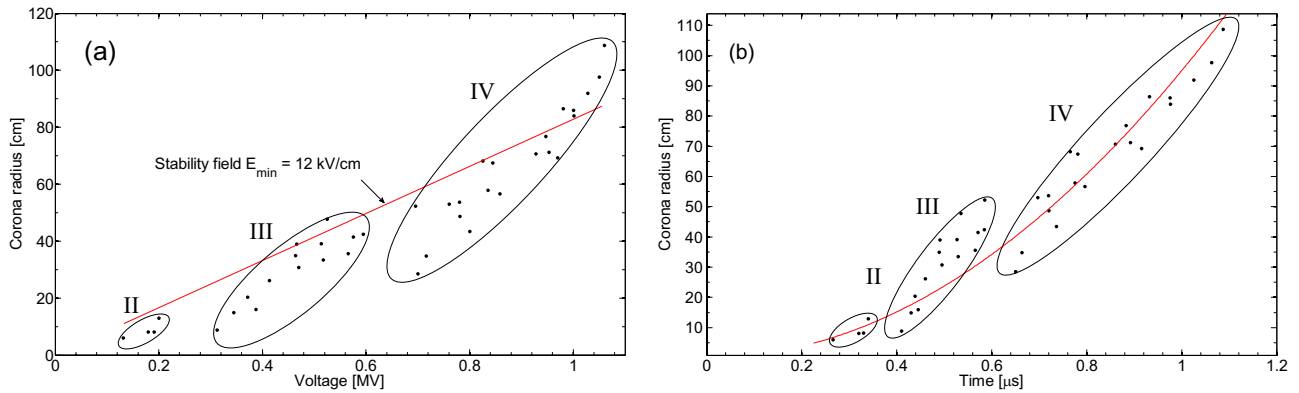 (a)
120
100
80
60
40
20
0
Corona radius [cm]
II
III
IV
Stability field E_min = 12 kV/cm
0
0.2
0.4
0.6
0.8
1
Voltage [MV]
(b)
110
100
90
80
70
60
50
40
30
20
10
Corona radius [cm]
II
III
IV
0
0.2
0.4
0.6
0.8
1
1.2
Time [μs]